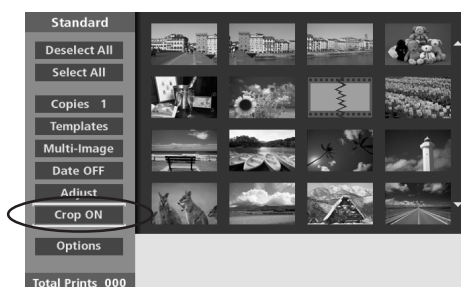 Standard
Deselect All
Select All
Copies 1
Templates
Multi-Image
Date OFF
Adjust
Crop ON
Options
Total Prints 000